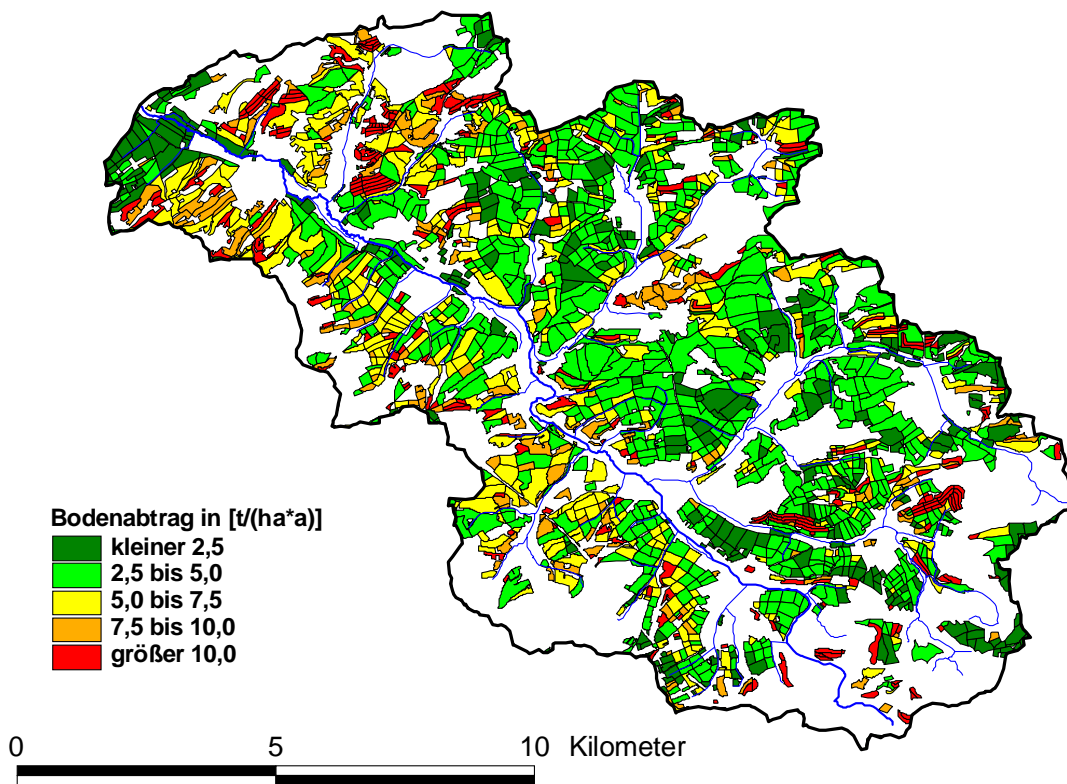 Bodenabtrag in [t/(ha*a)]
kleiner 2,5
2,5 bis 5,0
5,0 bis 7,5
7,5 bis 10,0
größer 10,0
0 5 10 Kilometer